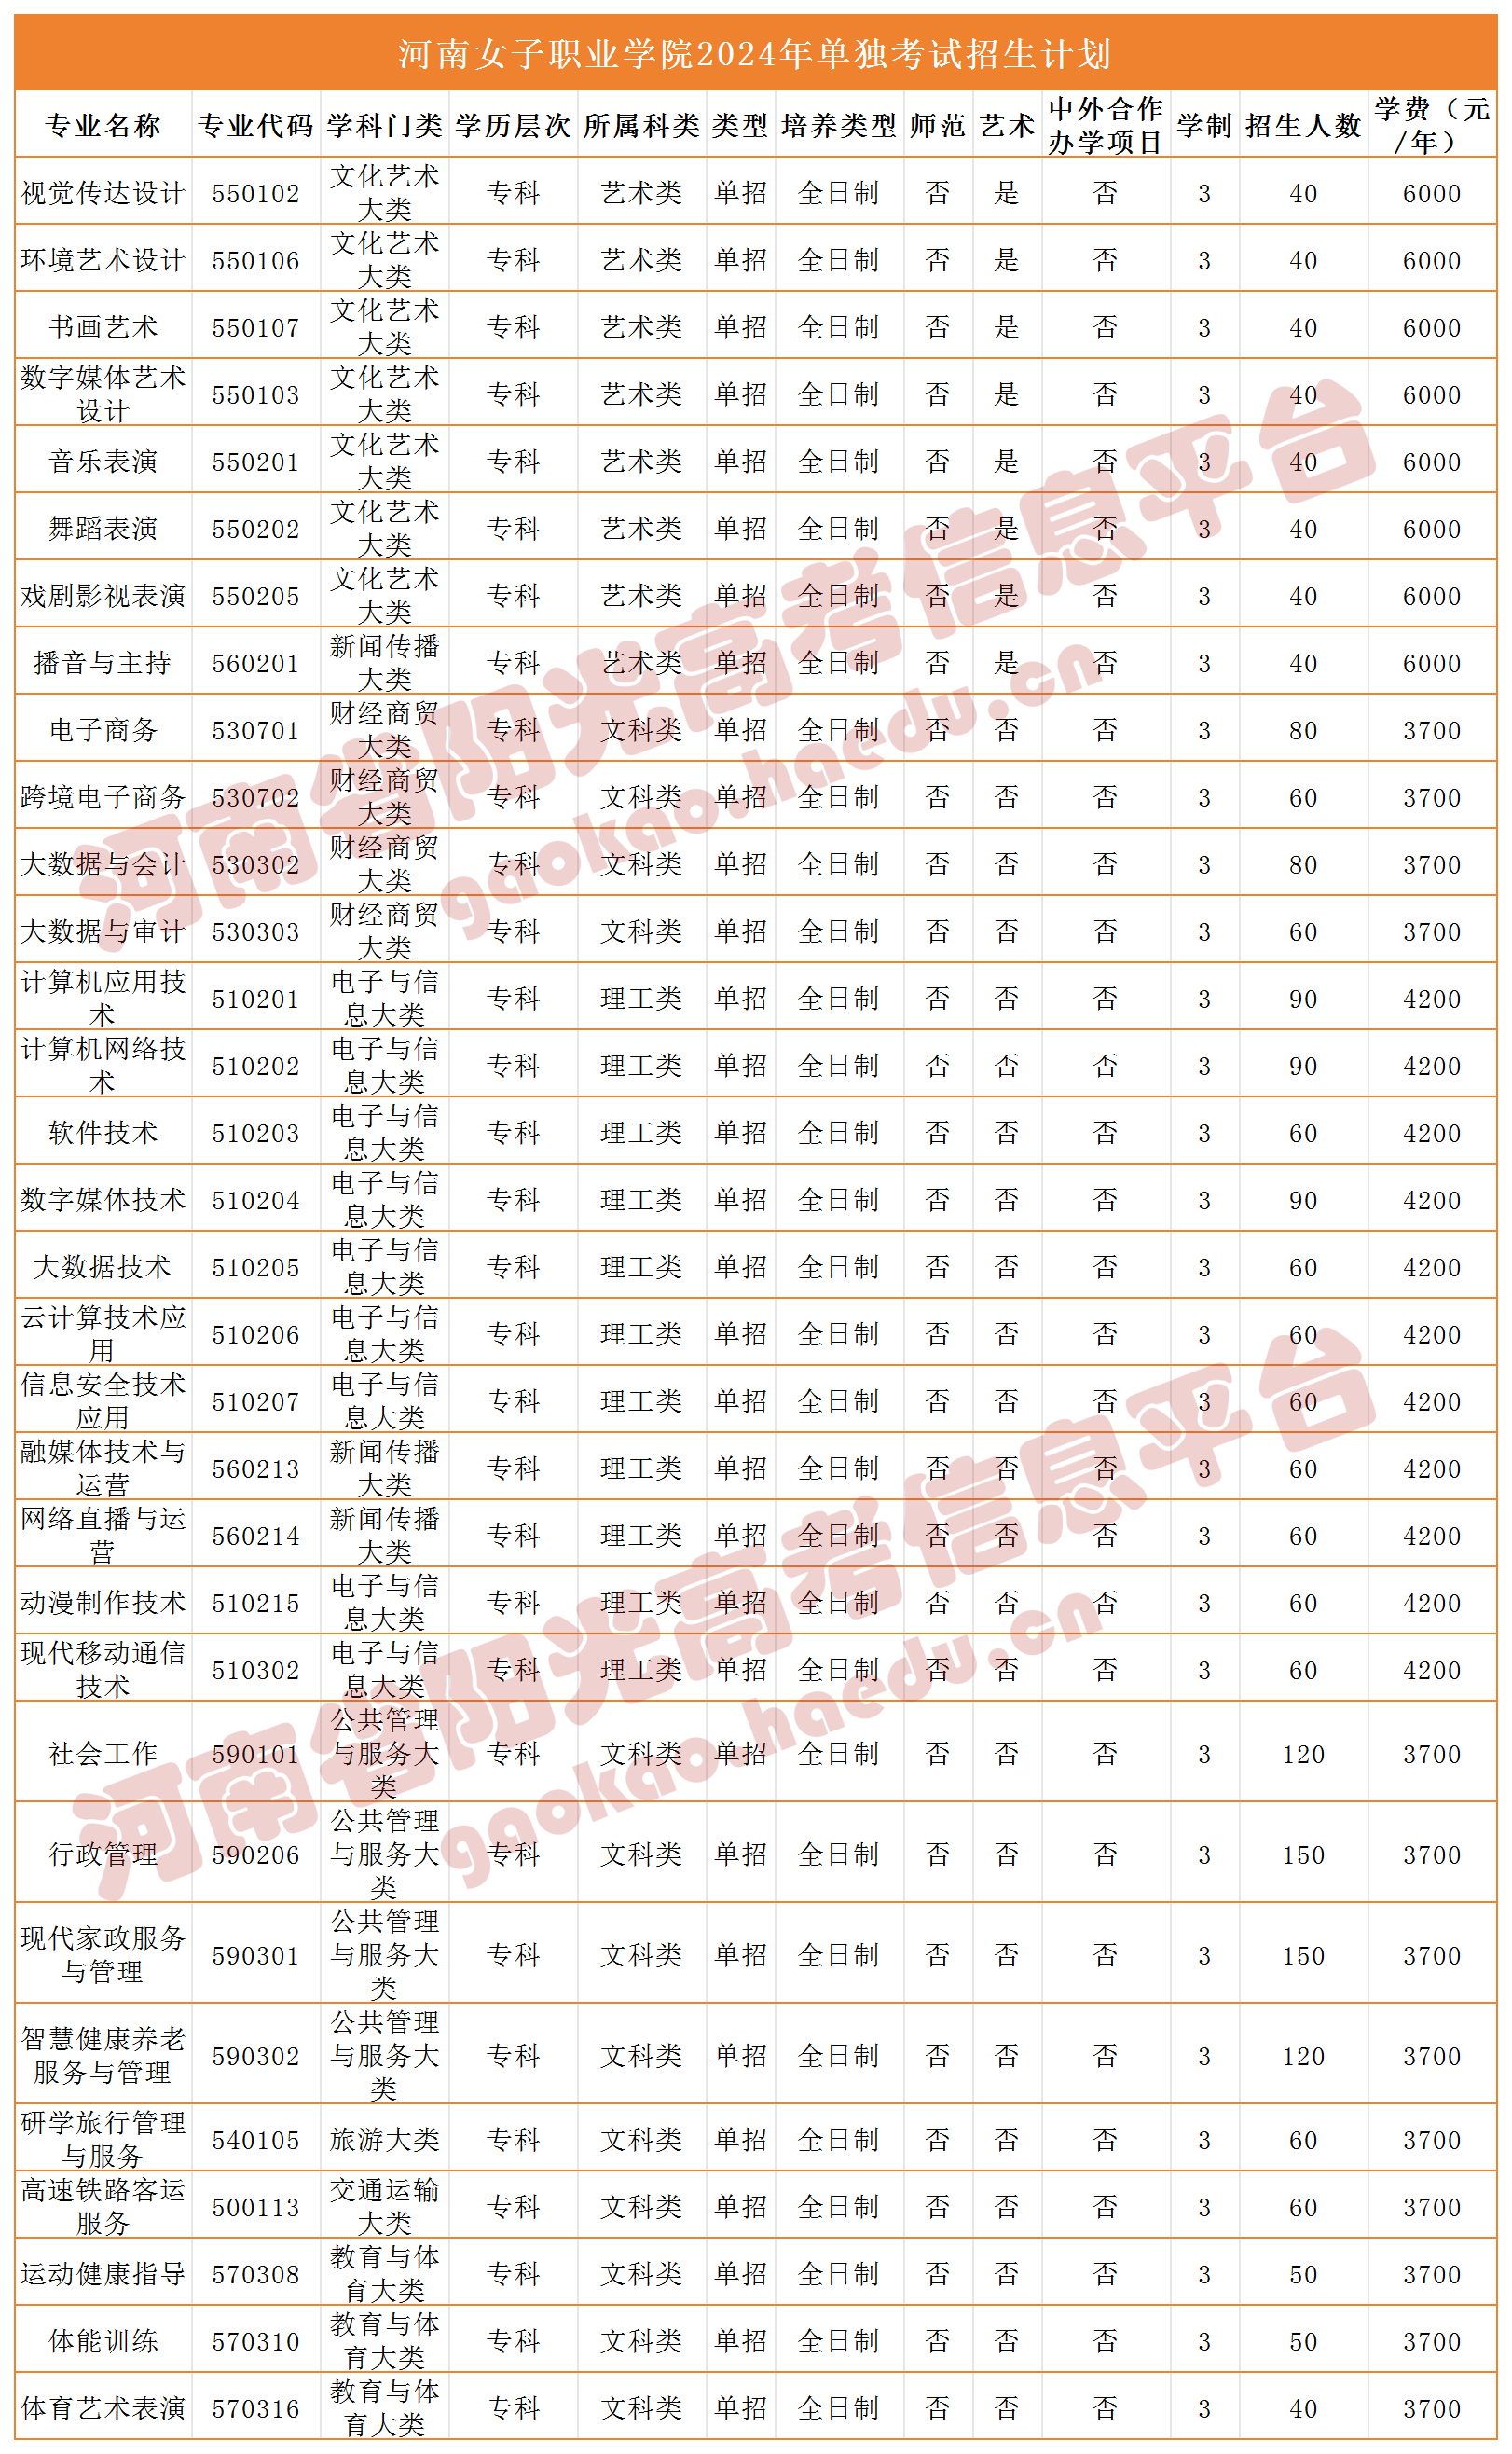 河南女子职业学院2024年单独考试招生计划
专业名称 专业代码 学科门类 学历层次 所属科类 类型 培养类型 师范 艺术 中外合作办学项目 学制 招生人数 学费（元/年）
视觉传达设计 550102 文化艺术大类 专科 艺术类 单招 全日制 否 是 否 3 40 6000
环境艺术设计 550106 文化艺术大类 专科 艺术类 单招 全日制 否 是 否 3 40 6000
书画艺术 550107 文化艺术大类 专科 艺术类 单招 全日制 否 是 否 3 40 6000
数字媒体艺术设计 550103 文化艺术大类 专科 艺术类 单招 全日制 否 是 否 3 40 6000
音乐表演 550201 文化艺术大类 专科 艺术类 单招 全日制 否 是 否 3 40 6000
舞蹈表演 550202 文化艺术大类 专科 艺术类 单招 全日制 否 是 否 3 40 6000
戏剧影视表演 550205 文化艺术大类 专科 艺术类 单招 全日制 否 是 否 3 40 6000
播音与主持 560201 新闻传播大类 专科 艺术类 单招 全日制 否 是 否 3 40 6000
电子商务 530701 财经商贸大类 专科 文科类 单招 全日制 否 否 否 3 80 3700
跨境电子商务 530702 财经商贸大类 专科 文科类 单招 全日制 否 否 否 3 60 3700
大数据与会计 530302 财经商贸大类 专科 文科类 单招 全日制 否 否 否 3 80 3700
大数据与审计 530303 财经商贸大类 专科 文科类 单招 全日制 否 否 否 3 60 3700
计算机应用技术 510201 电子与信息大类 专科 理工类 单招 全日制 否 否 否 3 90 4200
计算机网络技术 510202 电子与信息大类 专科 理工类 单招 全日制 否 否 否 3 90 4200
软件技术 510203 电子与信息大类 专科 理工类 单招 全日制 否 否 否 3 60 4200
数字媒体技术 510204 电子与信息大类 专科 理工类 单招 全日制 否 否 否 3 90 4200
大数据技术 510205 电子与信息大类 专科 理工类 单招 全日制 否 否 否 3 60 4200
云计算技术应用 510206 电子与信息大类 专科 理工类 单招 全日制 否 否 否 3 60 4200
信息安全技术应用 510207 电子与信息大类 专科 理工类 单招 全日制 否 否 否 3 60 4200
融媒体技术与运营 560213 新闻传播大类 专科 理工类 单招 全日制 否 否 否 3 60 4200
网络直播与运营 560214 新闻传播大类 专科 理工类 单招 全日制 否 否 否 3 60 4200
动漫制作技术 510215 电子与信息大类 专科 理工类 单招 全日制 否 否 否 3 60 4200
现代移动通信技术 510302 电子与信息大类 专科 理工类 单招 全日制 否 否 否 3 60 4200
社会工作 590101 公共管理与服务大类 专科 文科类 单招 全日制 否 否 否 3 120 3700
行政管理 590206 公共管理与服务大类 专科 文科类 单招 全日制 否 否 否 3 150 3700
现代家政服务与管理 590301 公共管理与服务大类 专科 文科类 单招 全日制 否 否 否 3 150 3700
智慧健康养老服务与管理 590302 公共管理与服务大类 专科 文科类 单招 全日制 否 否 否 3 120 3700
研学旅行管理与服务 540105 旅游大类 专科 文科类 单招 全日制 否 否 否 3 60 3700
高速铁路客运服务 500113 交通运输大类 专科 文科类 单招 全日制 否 否 否 3 60 3700
运动健康指导 570308 教育与体育大类 专科 文科类 单招 全日制 否 否 否 3 50 3700
体能训练 570310 教育与体育大类 专科 文科类 单招 全日制 否 否 否 3 50 3700
体育艺术表演 570316 教育与体育大类 专科 文科类 单招 全日制 否 否 否 3 40 3700
河南省阳光高考信息平台
gaokao.haedu.cn
河南省阳光高考信息平台
gaokao.haedu.cn